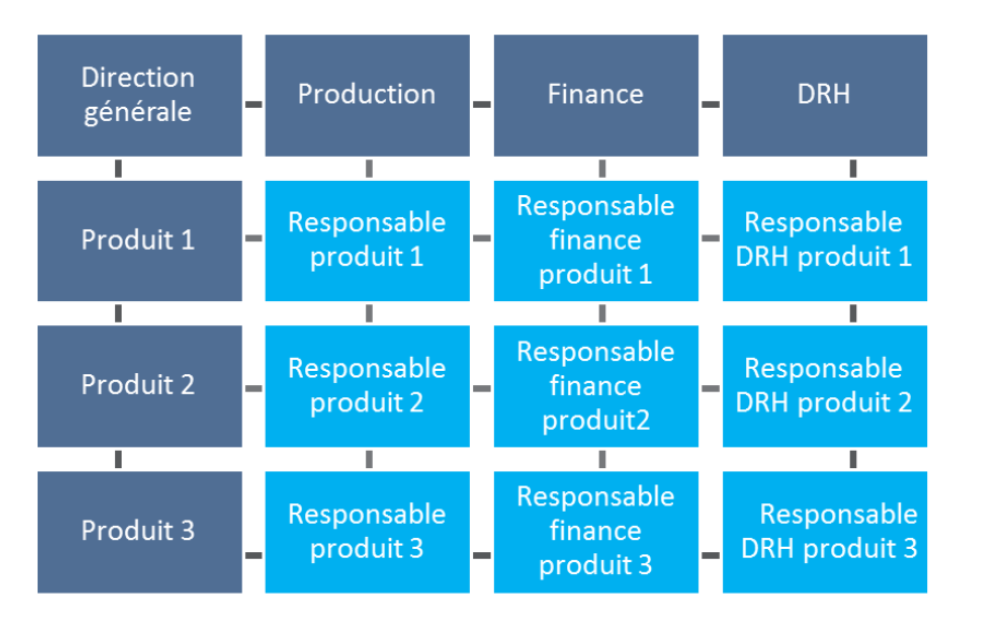 Direction
générale
Production
Finance
DRH
Produit 1
Responsable
produit 1
Responsable
finance
produit 1
Responsable
DRH produit 1
Produit 2
Responsable
produit 2
Responsable
finance
produit2
Responsable
DRH produit 2
Produit 3
Responsable
produit 3
Responsable
finance
produit 3
Responsable
DRH produit 3